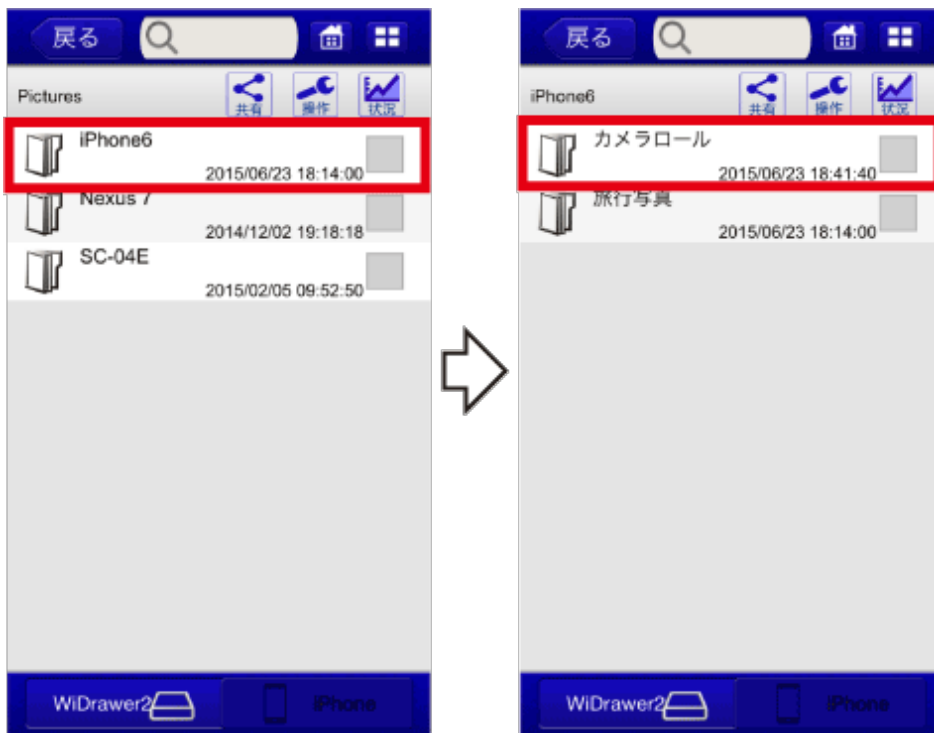 戻る
Pictures
共有
操作
状況
iPhone6
2015/06/23 18:14:00
Nexus 7
2014/12/02 19:18:18
SC-04E
2015/02/05 09:52:50
WiDrawer2
iPhone
戻る
iPhone6
共有
操作
状況
カメラロール
2015/06/23 18:41:40
旅行写真
2015/06/23 18:14:00
WiDrawer2
iPhone